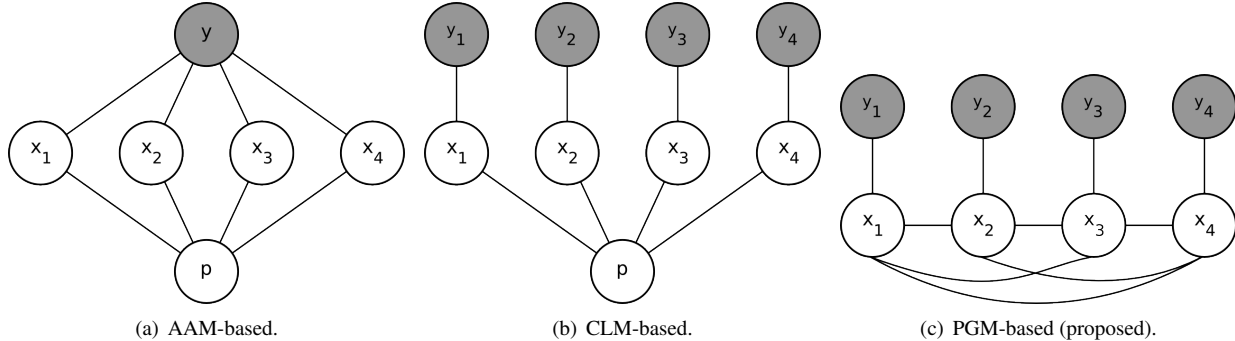 y
x1 x2 x3 x4
p
(a) AAM-based.
y1 y2 y3 y4
x1 x2 x3 x4
p
(b) CLM-based.
y1 y2 y3 y4
x1 x2 x3 x4
(c) PGM-based (proposed).